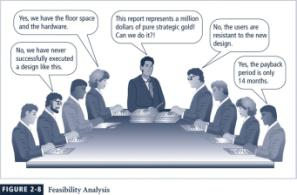 Yes, we have the floor space
and the hardware.
This report represents a million
dollars of pure strategic gold!
Can we do it?!
No, the users are
resistant to the new
design.
No, we have never
successfully executed
a design like this.
Yes, the payback
period is only
14 months.
FIGURE 2-8 Feasibility Analysis